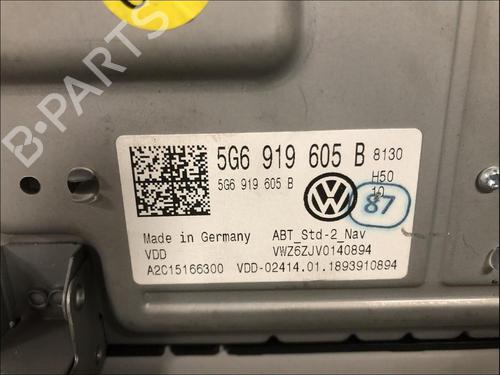 5G6 919 605 B 8130
5G6 919 605 B H50
10
87
Made in Germany ABT_Std-2_Nav
VDD VWZ6ZJV0140894
A2C15166300 VDD-02414.01.1893910894
B-PARTS